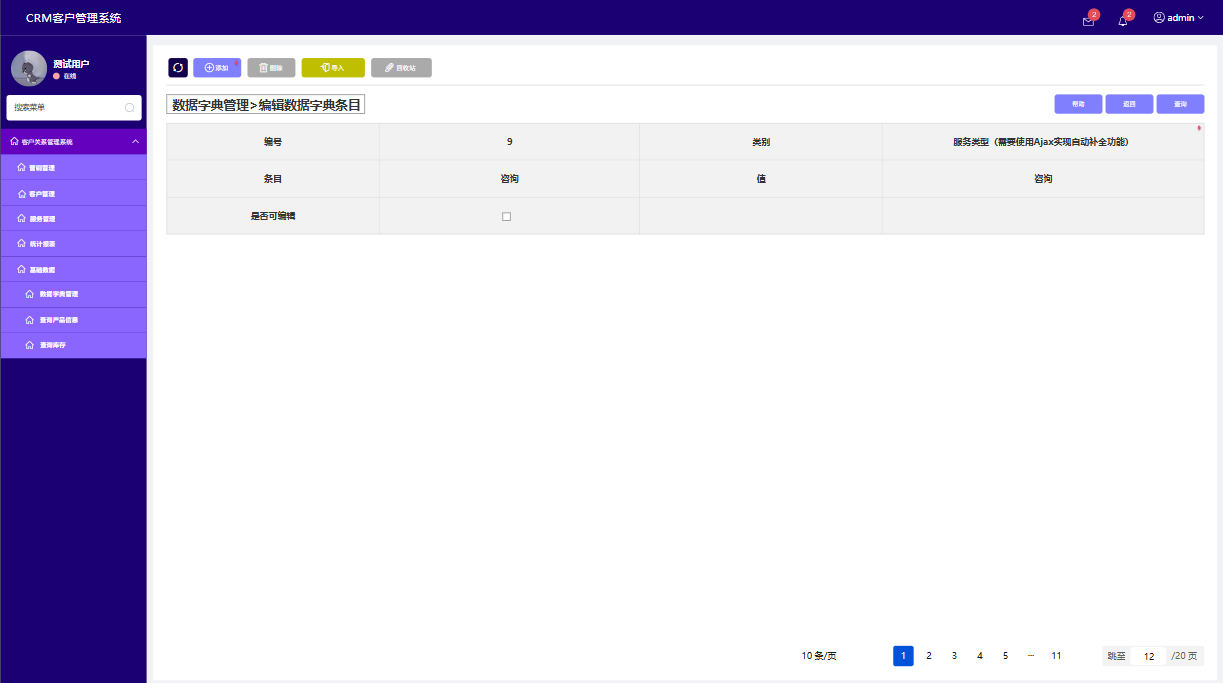 CRM客户管理系统
2
2
admin
测试用户
在线
搜索菜单
客户关系管理系统
营销管理
客户管理
服务管理
统计报表
基础数据
数据字典管理
查询产品信息
查询库存
添加
删除
导入
回收站
数据字典管理>编辑数据字典条目
帮助
返回
查询
编号 9 类别 服务类型（需要使用Ajax实现自动补全功能）
条目 咨询 值 咨询
是否可编辑
10 条/页
1 2 3 4 5 ... 11
跳至 12 /20 页